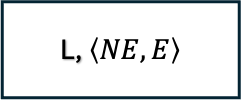 L, ⟨NE, E⟩